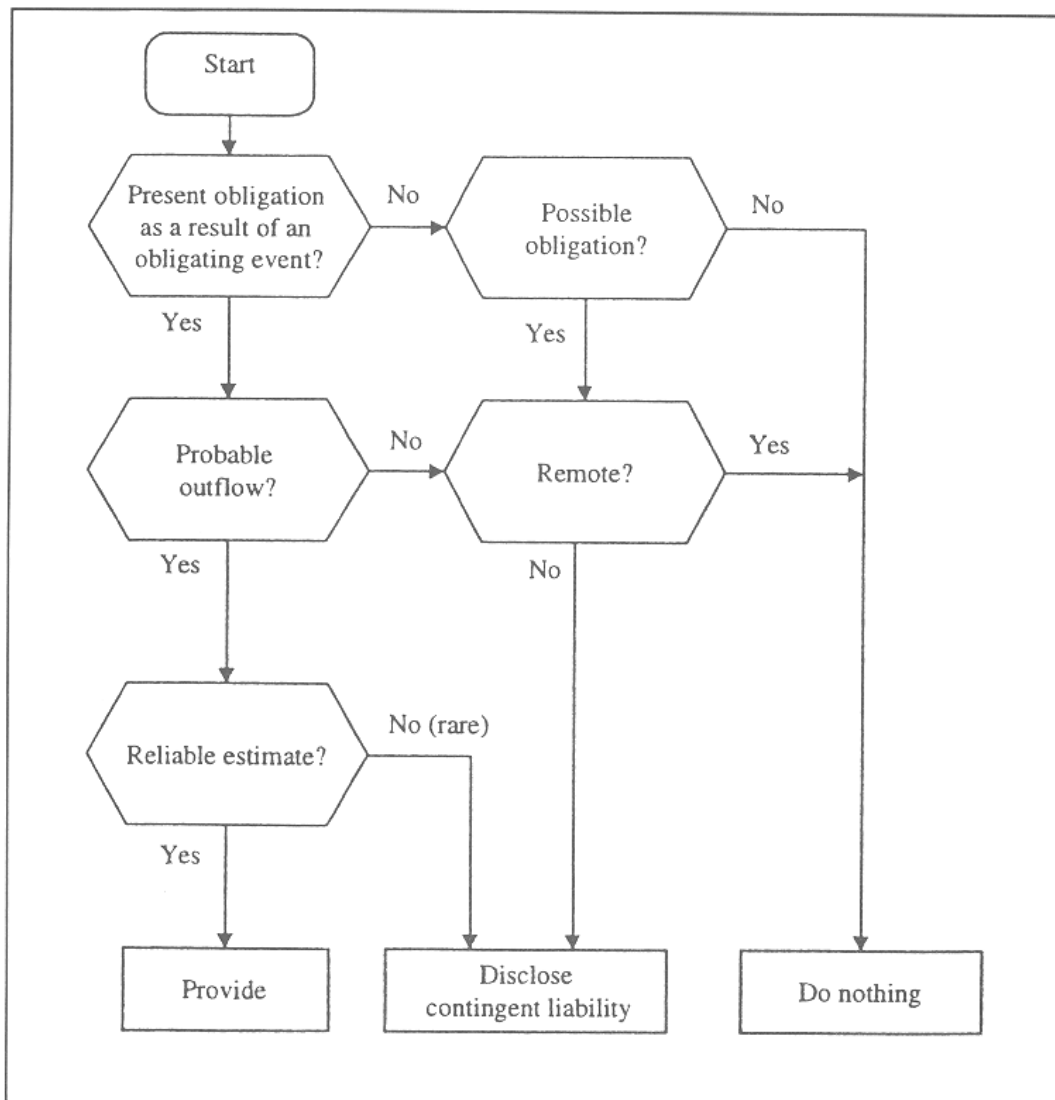 Start
Present obligation
as a result of an
obligating event?
No
Possible
obligation?
No
Yes
Yes
Probable
outflow?
No
Remote?
Yes
Yes
No
Reliable estimate?
No (rare)
Yes
Provide
Disclose
contingent liability
Do nothing